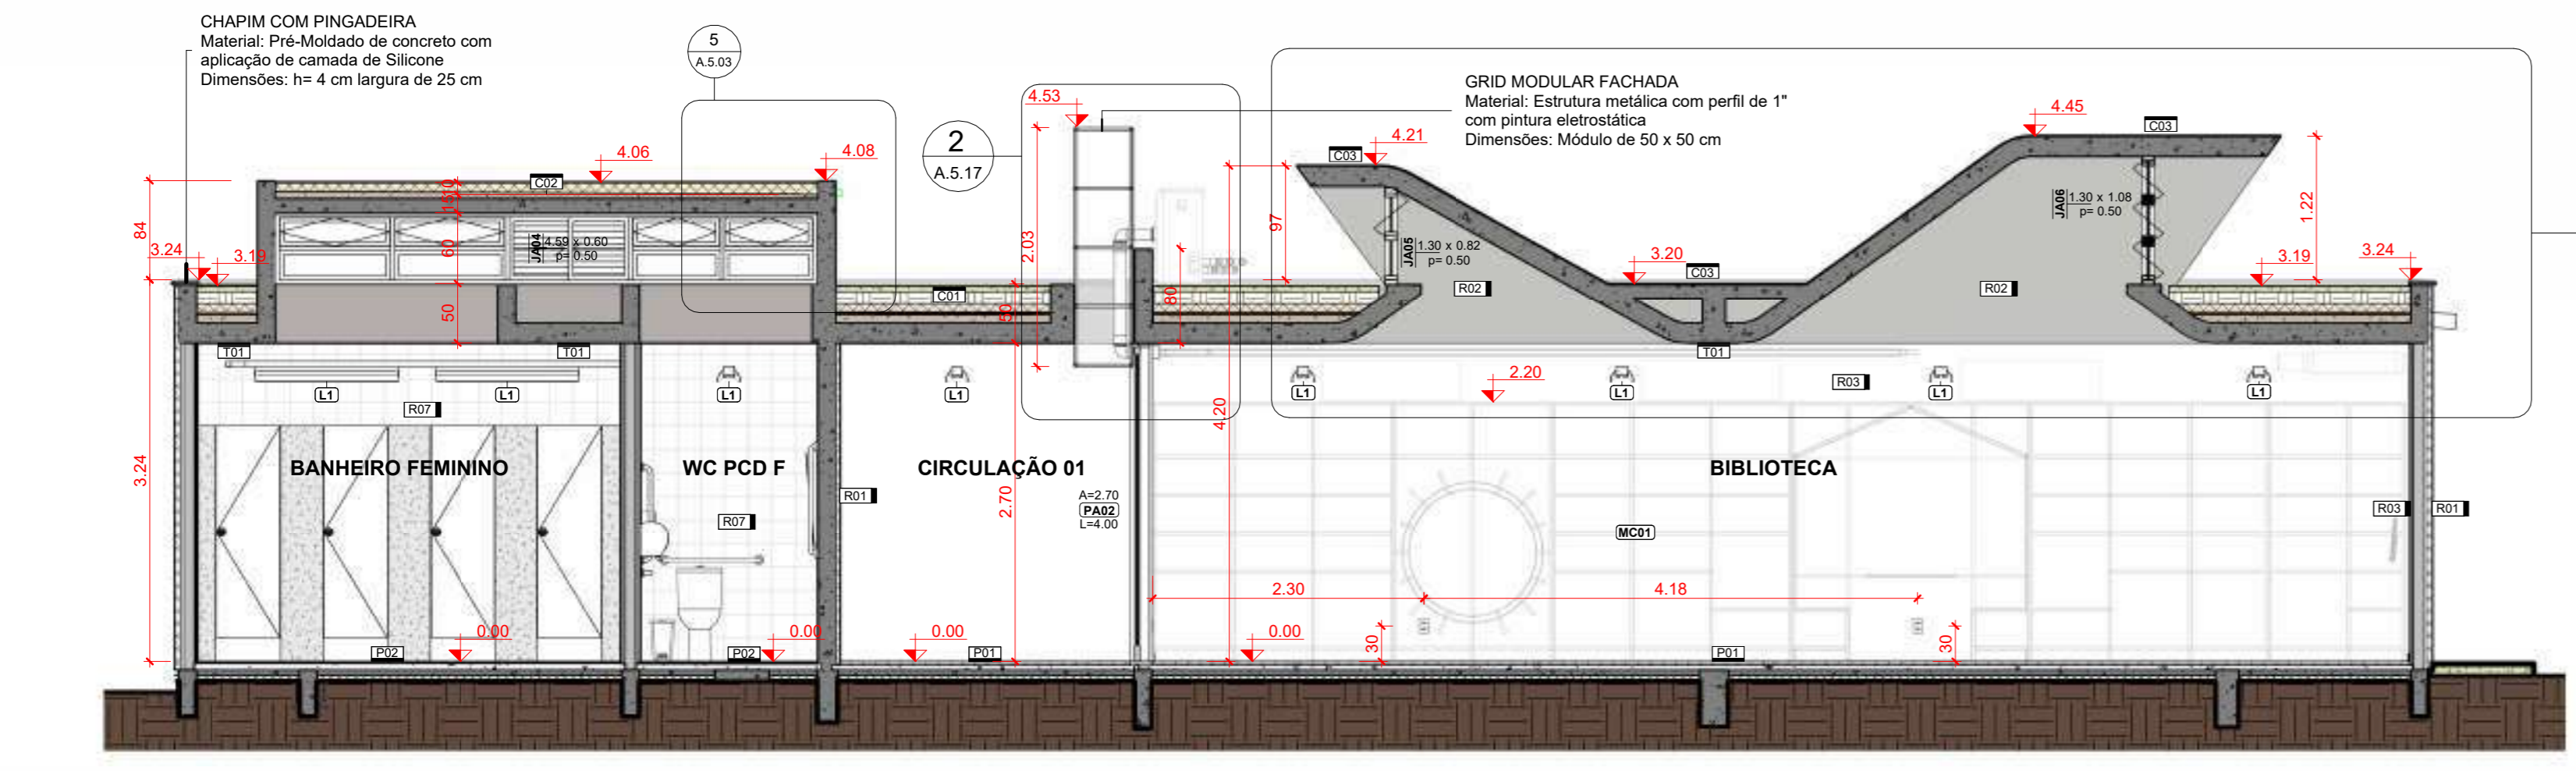 CHAPIM COM PINGADEIRA
Material: Pré-Moldado de concreto com
aplicação de camada de Silicone
Dimensões: h= 4 cm largura de 25 cm
5
A.5.03
2
A.5.17
GRID MODULAR FACHADA
Material: Estrutura metálica com perfil de 1"
com pintura eletrostática
Dimensões: Módulo de 50 x 50 cm
4.53
4.45
C03
4.21
C03
4.06
4.08
C02
10
15
84
60
JA04
4.59 x 0.60
p= 0.50
2.03
97
JA05
1.30 x 0.82
p= 0.50
JA06
1.30 x 1.08
p= 0.50
1.22
3.24
3.19
3.20
C03
3.19
3.24
50
C01
50
80
R02
R02
T01
T01
T01
L1
L1
L1
L1
L1
L1
L1
L1
2.20
R03
R07
4.20
3.24
BANHEIRO FEMININO
WC PCD F
CIRCULAÇÃO 01
BIBLIOTECA
R01
2.70
A=2.70
PA02
L=4.00
R07
MC01
R03
R01
2.30
4.18
0.00
0.00
0.00
0.00
30
30
P02
P02
P01
P01